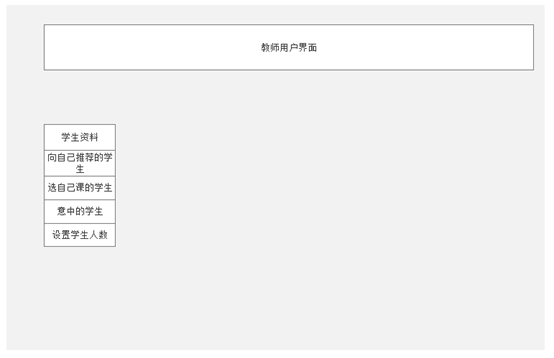 教师用户界面
学生资料
向自己推荐的学
生
选自己课的学生
意中的学生
设置学生人数